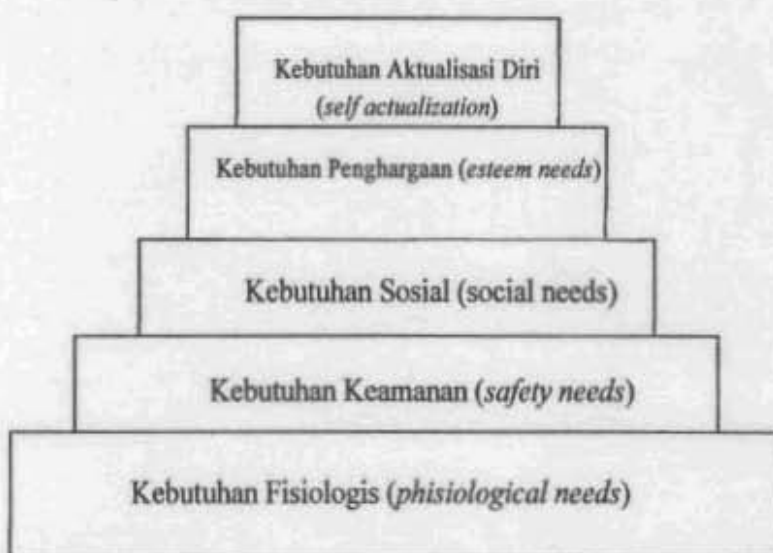 Kebutuhan Aktualisasi Diri
(self actualization)
Kebutuhan Penghargaan (esteem needs)
Kebutuhan Sosial (social needs)
Kebutuhan Keamanan (safety needs)
Kebutuhan Fisiologis (phisiological needs)